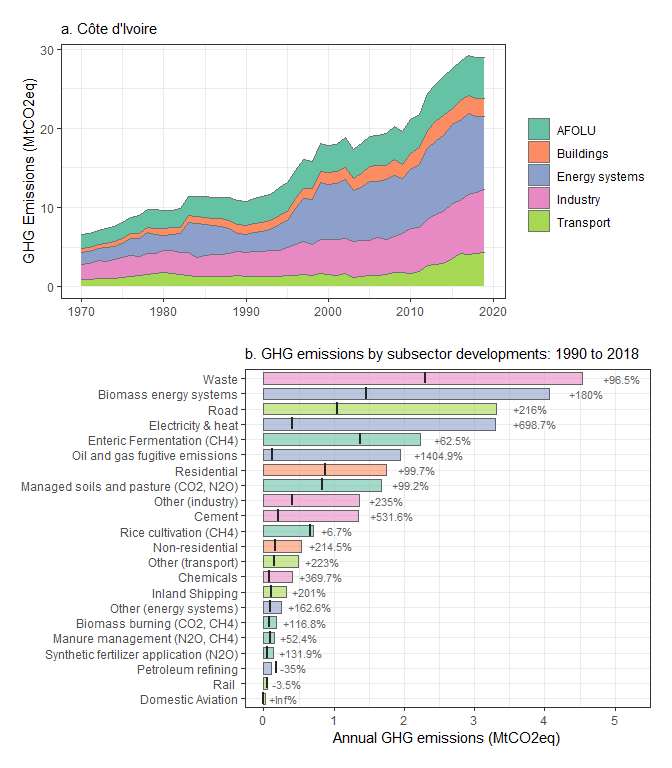 a. Côte d'Ivoire
GHG Emissions (MtCO2eq)
30
20
10
0
1970
1980
1990
2000
2010
2020
AFOLU
Buildings
Energy systems
Industry
Transport
b. GHG emissions by subsector developments: 1990 to 2018
Waste +96.5%
Biomass energy systems +180%
Road +216%
Electricity & heat +698.7%
Enteric Fermentation (CH4) +62.5%
Oil and gas fugitive emissions +1404.9%
Residential +99.7%
Managed soils and pasture (CO2, N2O) +99.2%
Other (industry) +235%
Cement +531.6%
Rice cultivation (CH4) +6.7%
Non-residential +214.5%
Other (transport) +223%
Chemicals +369.7%
Inland Shipping +201%
Other (energy systems) +162.6%
Biomass burning (CO2, CH4) +116.8%
Manure management (N2O, CH4) +52.4%
Synthetic fertilizer application (N2O) +131.9%
Petroleum refining -35%
Rail -3.5%
Domestic Aviation +Inf%
0
1
2
3
4
5
Annual GHG emissions (MtCO2eq)